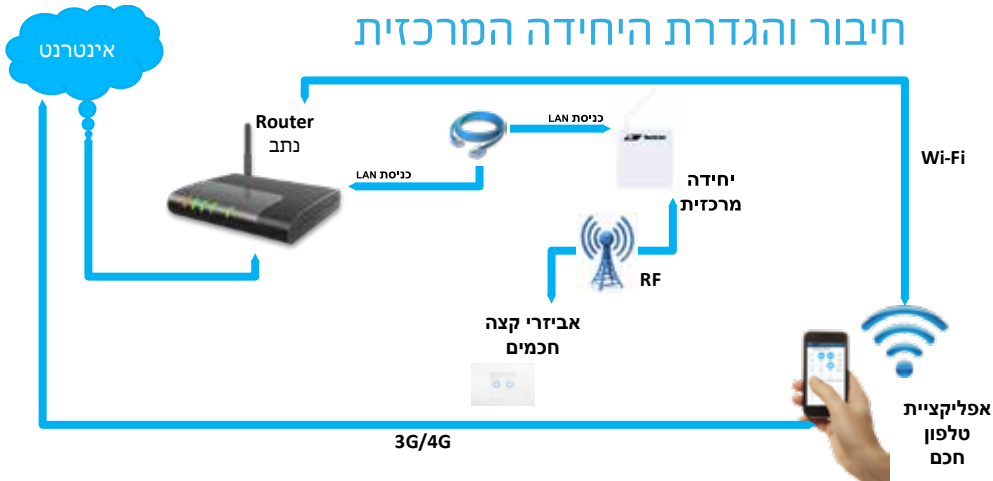 חיבור והגדרת היחידה המרכזית
אינטרנט
Router
נתב
כניסת LAN
כניסת LAN
יחידה
מרכזית
Wi-Fi
RF
אביזרי קצה
חכמים
אפליקציית
טלפון
חכם
3G/4G